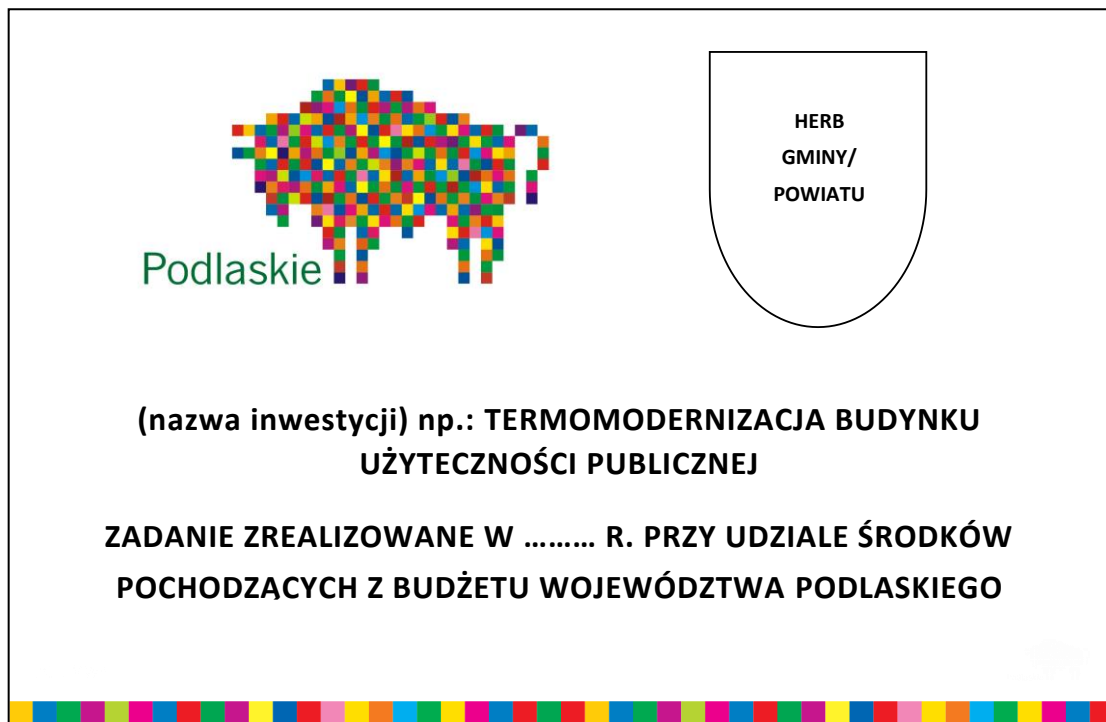 Podlaskie
HERB
GMINY/
POWIATU
(nazwa inwestycji) np.: TERMOMODERNIZACJA BUDYNKU
UŻYTECZNOŚCI PUBLICZNEJ
ZADANIE ZREALIZOWANE W ……… R. PRZY UDZIALE ŚRODKÓW
POCHODZĄCYCH Z BUDŻETU WOJEWÓDZTWA PODLASKIEGO